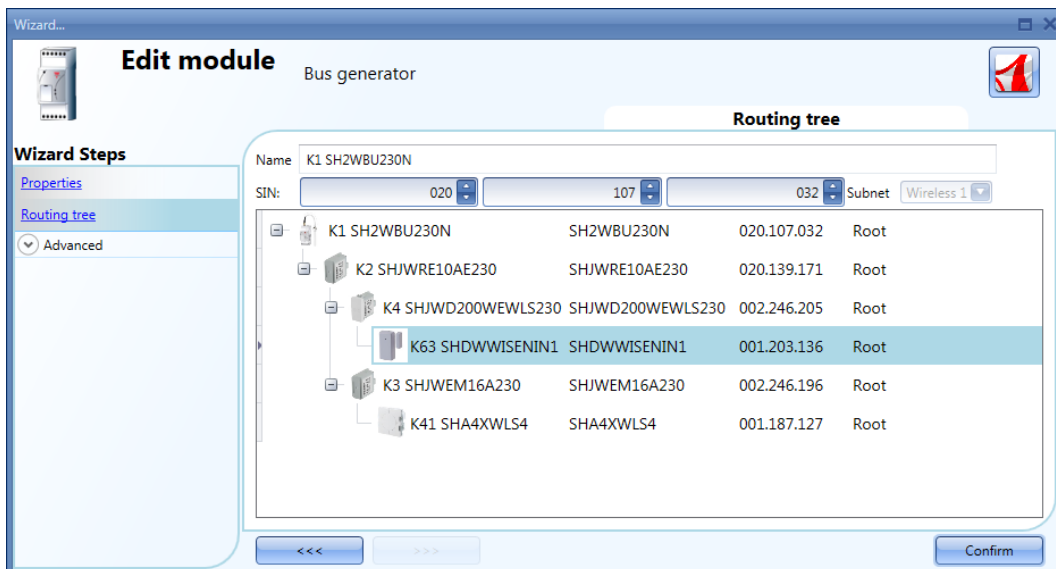 Wizard...
Edit module
Bus generator
Routing tree
Wizard Steps
Properties
Routing tree
Advanced
Name K1 SH2WBU230N
SIN: 020 107 032 Subnet Wireless 1
K1 SH2WBU230N SH2WBU230N 020.107.032 Root
K2 SHJWRE10AE230 SHJWRE10AE230 020.139.171 Root
K4 SHJWD200WEWLS230 SHJWD200WEWLS230 002.246.205 Root
K63 SHDWWISENIN1 SHDWWISENIN1 001.203.136 Root
K3 SHJWEM16A230 SHJWEM16A230 002.246.196 Root
K41 SHA4XWLS4 SHA4XWLS4 001.187.127 Root
<<< >>> Confirm